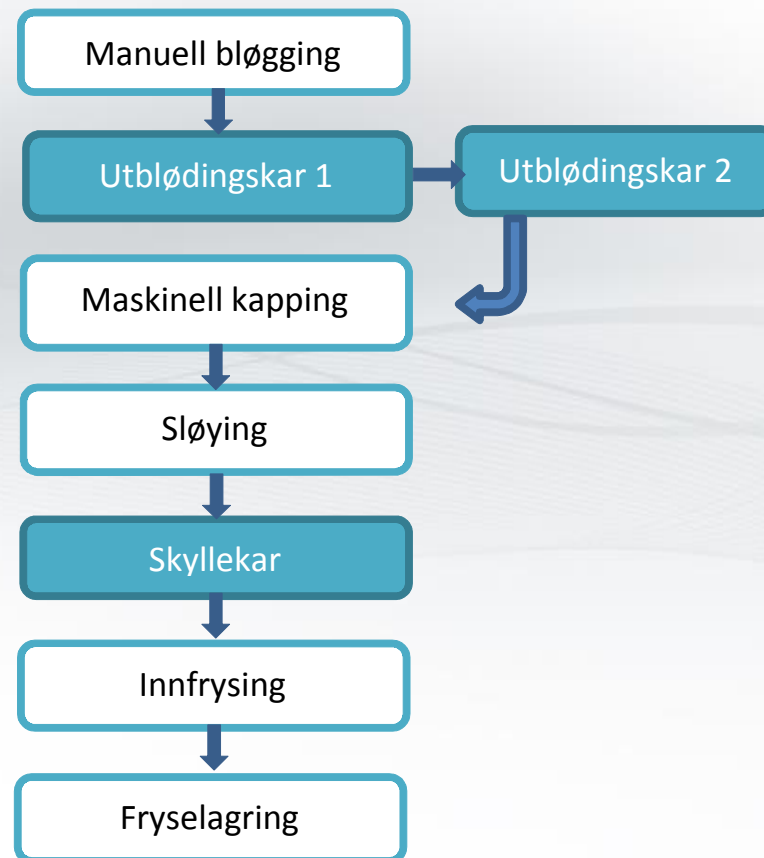 Manuell bløgging
Utblødingskar 1
Utblødingskar 2
Maskinell kapping
Sløying
Skyllekar
Innfrysing
Fryselagring